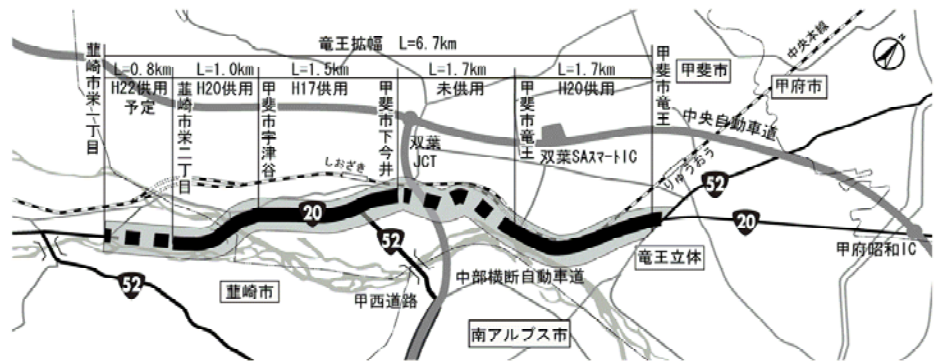 竜王拡幅 L=6.7km
L=0.8km
H22供用
予定
L=1.0km
H20供用
L=1.5km
H17供用
L=1.7km
未供用
L=1.7km
H20供用
韮崎市栄一丁目
韮崎市栄二丁目
甲斐市宇津谷
甲斐市下今井
甲斐市竜王
甲斐市竜王
甲斐市
甲府市
中央本線
中央自動車道
双葉
JCT
双葉SAスマートIC
しおざき
りゅうおう
52
20
20
52
52
甲府昭和IC
竜王立体
中部横断自動車道
甲西道路
韮崎市
南アルプス市